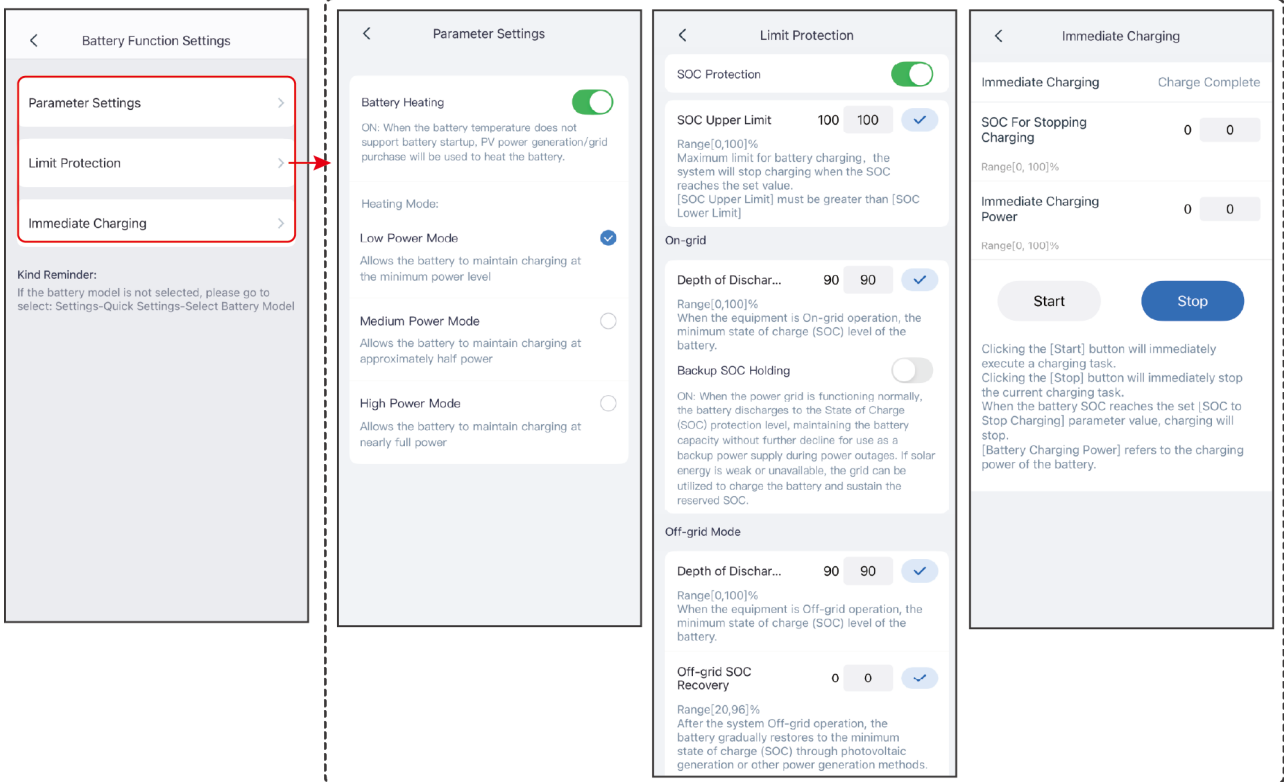 Battery Function Settings
Parameter Settings
Limit Protection
Immediate Charging
Kind Reminder:
If the battery model is not selected, please go to
select: Settings-Quick Settings-Select Battery Model
Parameter Settings
Battery Heating
ON: When the battery temperature does not
support battery startup, PV power generation/grid
purchase will be used to heat the battery.
Heating Mode:
Low Power Mode
Allows the battery to maintain charging at
the minimum power level
Medium Power Mode
Allows the battery to maintain charging at
approximately half power
High Power Mode
Allows the battery to maintain charging at
nearly full power
Limit Protection
SOC Protection
SOC Upper Limit 100 100
Range[0,100]%
Maximum limit for battery charging, the
system will stop charging when the SOC
reaches the set value.
[SOC Upper Limit] must be greater than [SOC
Lower Limit]
On-grid
Depth of Dischar... 90 90
Range[0,100]%
When the equipment is On-grid operation, the
minimum state of charge (SOC) level of the
battery.
Backup SOC Holding
ON: When the power grid is functioning normally,
the battery discharges to the State of Charge
(SOC) protection level, maintaining the battery
capacity without further decline for use as a
backup power supply during power outages. If solar
energy is weak or unavailable, the grid can be
utilized to charge the battery and sustain the
reserved SOC.
Off-grid Mode
Depth of Dischar... 90 90
Range[0,100]%
When the equipment is Off-grid operation, the
minimum state of charge (SOC) level of the
battery.
Off-grid SOC
Recovery 0 0
Range[20,96]%
After the system Off-grid operation, the
battery gradually restores to the minimum
state of charge (SOC) through photovoltaic
generation or other power generation methods.
Immediate Charging
Immediate Charging Charge Complete
SOC For Stopping
Charging 0 0
Range[0, 100]%
Immediate Charging
Power 0 0
Range[0, 100]%
Start Stop
Clicking the [Start] button will immediately
execute a charging task.
Clicking the [Stop] button will immediately stop
the current charging task.
When the battery SOC reaches the set [SOC to
Stop Charging] parameter value, charging will
stop.
[Battery Charging Power] refers to the charging
power of the battery.